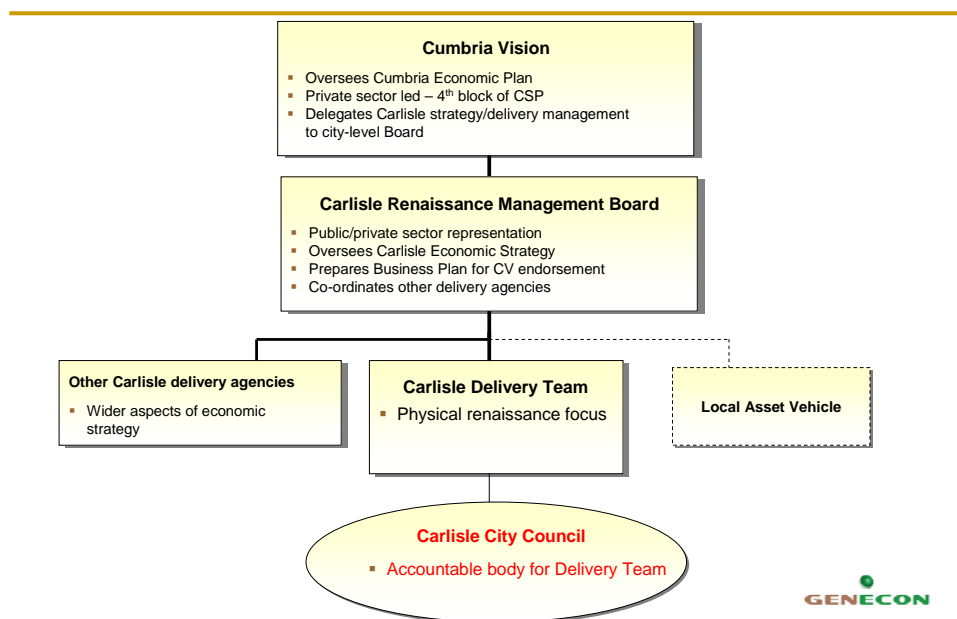 Cumbria Vision
▪ Oversees Cumbria Economic Plan
▪ Private sector led – 4th block of CSP
▪ Delegates Carlisle strategy/delivery management
to city-level Board
Carlisle Renaissance Management Board
▪ Public/private sector representation
▪ Oversees Carlisle Economic Strategy
▪ Prepares Business Plan for CV endorsement
▪ Co-ordinates other delivery agencies
Other Carlisle delivery agencies
▪ Wider aspects of economic
strategy
Carlisle Delivery Team
▪ Physical renaissance focus
Local Asset Vehicle
Carlisle City Council
▪ Accountable body for Delivery Team
GENECON